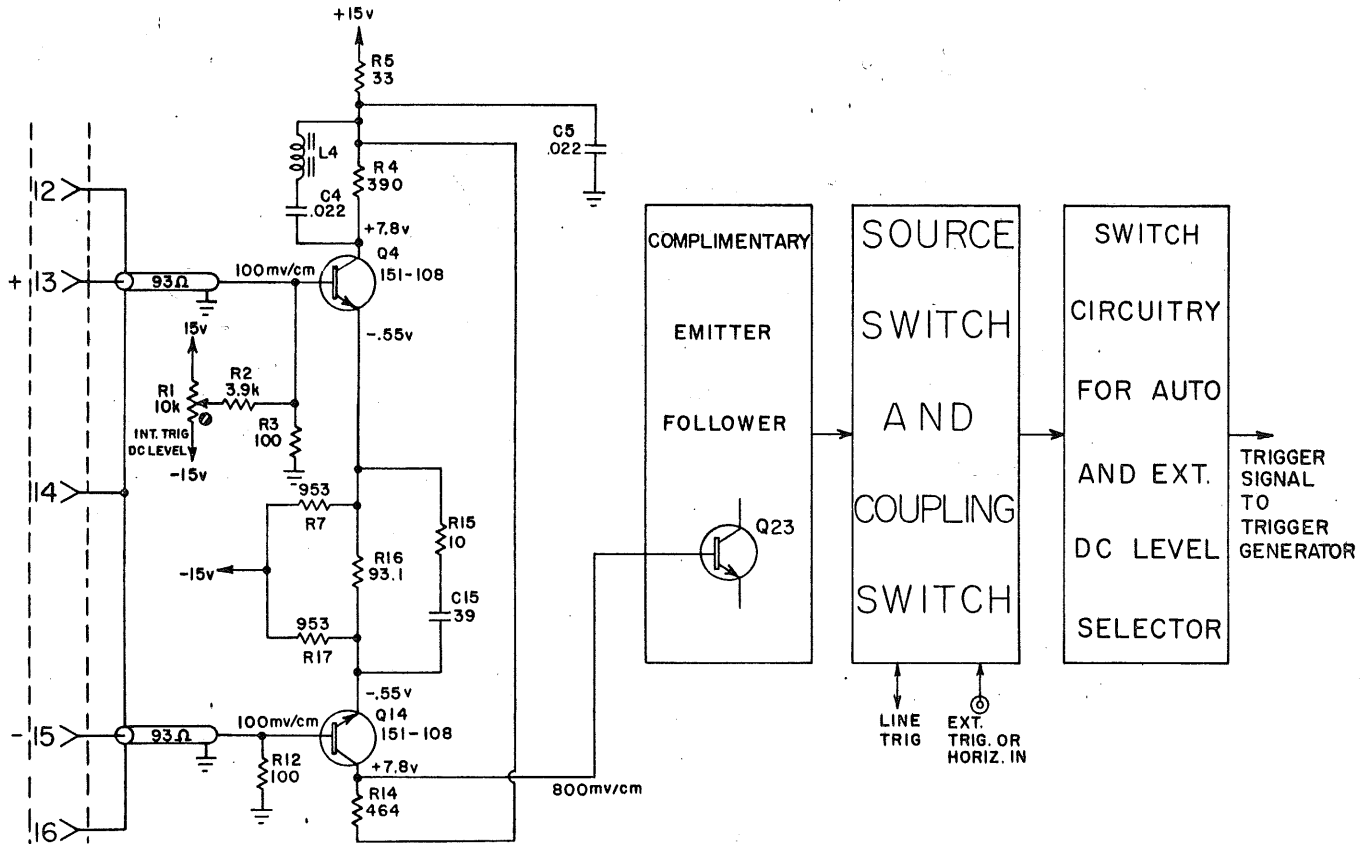 +15v
R5
33
C5
.022
L4
R4
390
C4
.022
+7.8v
Q4
151-108
12
+ 13
93Ω
100mv/cm
-.55v
15v
R1
10k
R2
3.9k
R3
100
INT. TRIG
DC LEVEL
-15v
14
953
R7
R15
10
-15v
R16
93.1
C15
39
953
R17
-.55v
Q14
151-108
- 15
93Ω
100mv/cm
R12
100
+7.8v
800mv/cm
R14
464
16
COMPLIMENTARY
EMITTER
FOLLOWER
Q23
SOURCE
SWITCH
AND
COUPLING
SWITCH
LINE
TRIG
EXT.
TRIG. OR
HORIZ. IN
SWITCH
CIRCUITRY
FOR AUTO
AND EXT.
DC LEVEL
SELECTOR
TRIGGER
SIGNAL
TO
TRIGGER
GENERATOR